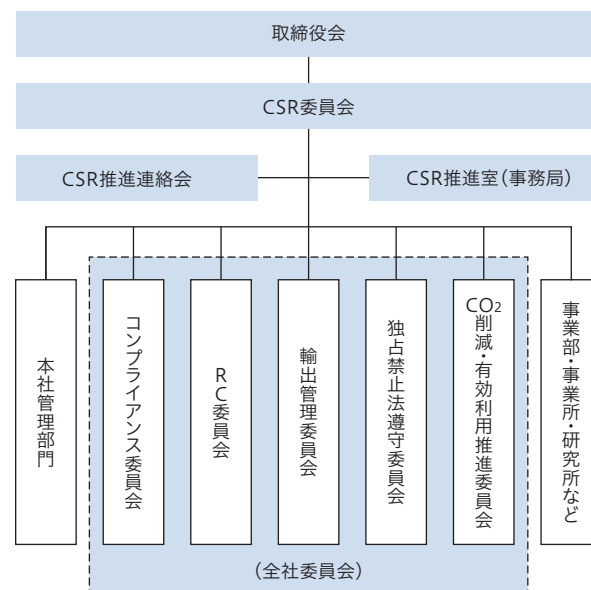 取締役会
CSR委員会
CSR推進連絡会
CSR推進室(事務局)
本社管理部門
コンプライアンス委員会
RC委員会
輸出管理委員会
独占禁止法遵守委員会
CO2削減・有効利用推進委員会
事業部・事業所・研究所など
(全社委員会)